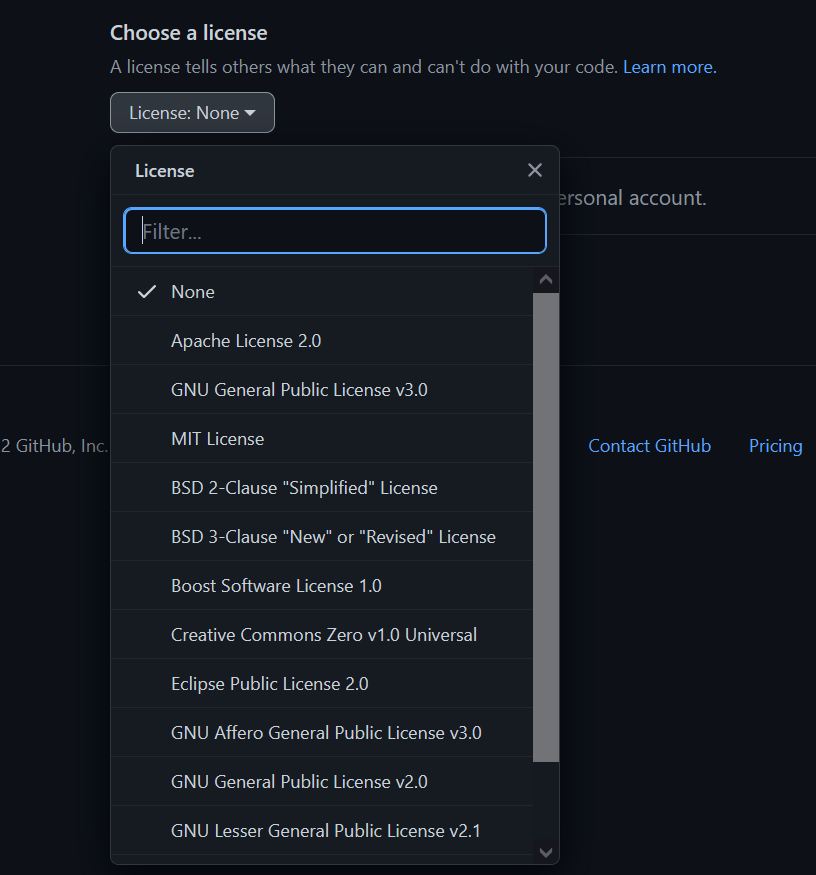 Choose a license
A license tells others what they can and can't do with your code. Learn more.
License: None
License
ersonal account.
Filter...
None
Apache License 2.0
GNU General Public License v3.0
MIT License
2 GitHub, Inc.
Contact GitHub
Pricing
BSD 2-Clause "Simplified" License
BSD 3-Clause "New" or "Revised" License
Boost Software License 1.0
Creative Commons Zero v1.0 Universal
Eclipse Public License 2.0
GNU Affero General Public License v3.0
GNU General Public License v2.0
GNU Lesser General Public License v2.1